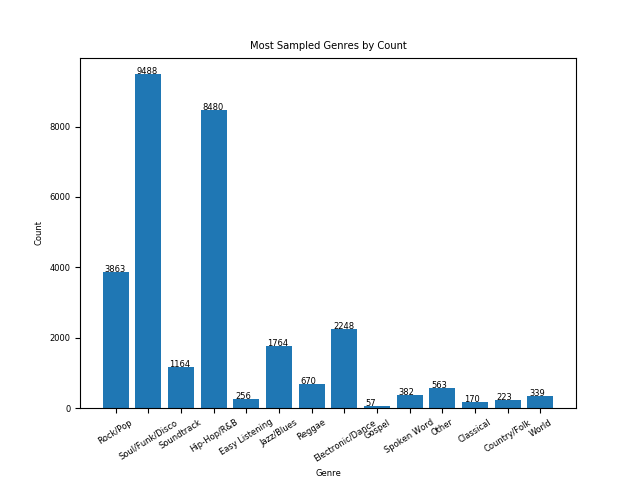 Most Sampled Genres by Count
9488
8480
8000
6000
Count
4000
3863
2248
2000
1764
1164
670
563
382
339
256
223
170
57
0
Rock/Pop
Soul/Funk/Disco
Soundtrack
Hip-Hop/R&B
Easy Listening
Jazz/Blues
Reggae
Electronic/Dance
Gospel
Spoken Word
Other
Classical
Country/Folk
World
Genre